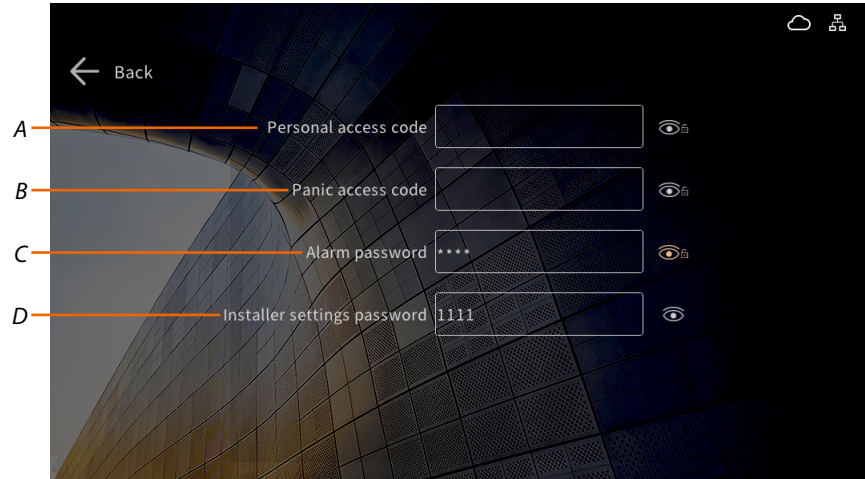 Back
A Personal access code
B Panic access code
C Alarm password ****
D Installer settings password 1111